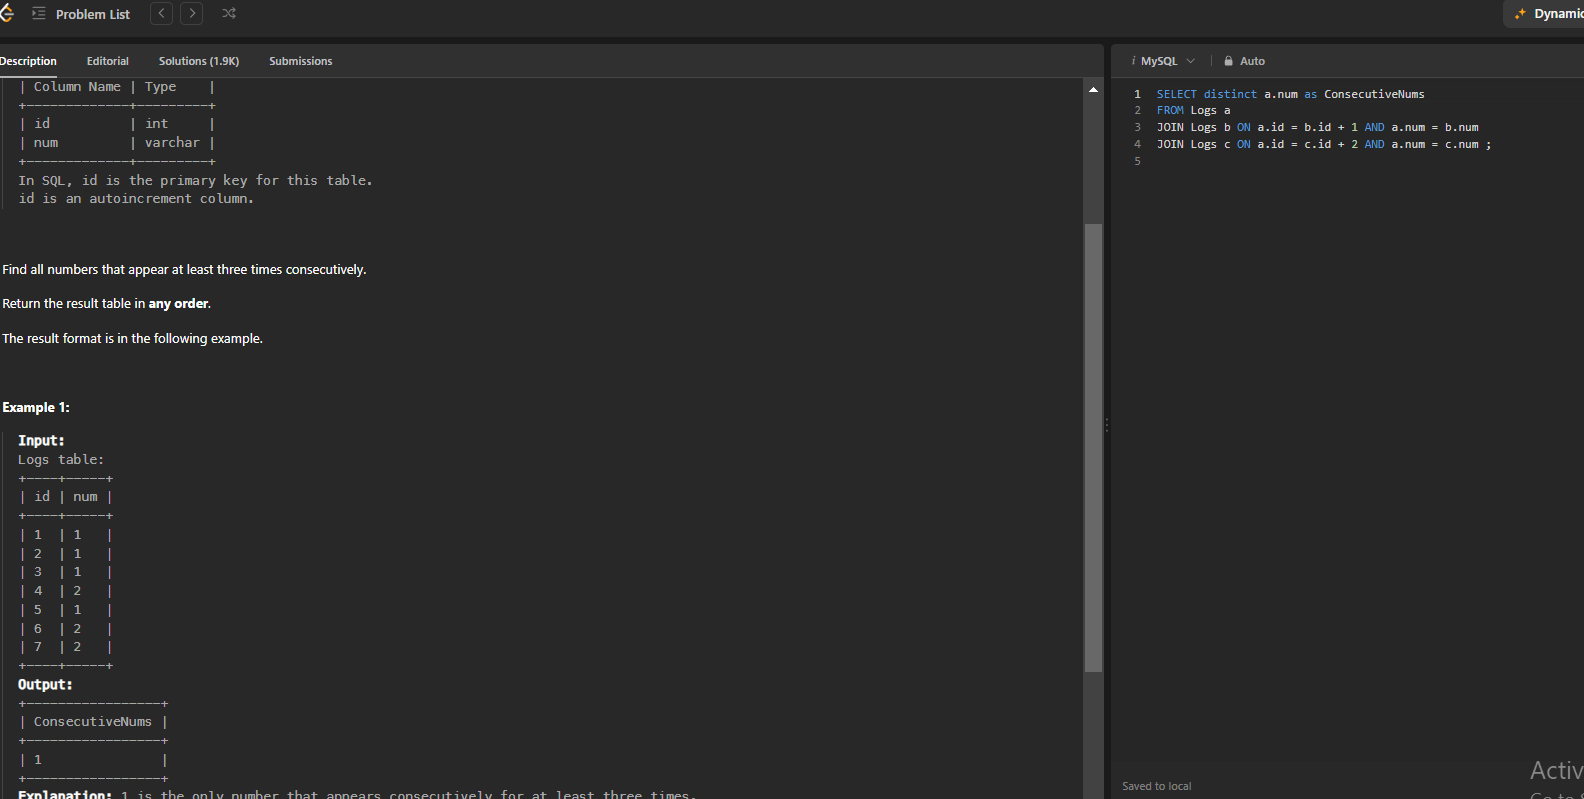 Problem List
Dynamic
Description Editorial Solutions (1.9K) Submissions
| Column Name | Type    |
+-------------+---------+
| id          | int     |
| num         | varchar |
+-------------+---------+
In SQL, id is the primary key for this table.
id is an autoincrement column.
Find all numbers that appear at least three times consecutively.
Return the result table in any order.
The result format is in the following example.
Example 1:
Input:
Logs table:
+----+-----+
| id | num |
+----+-----+
| 1  | 1   |
| 2  | 1   |
| 3  | 1   |
| 4  | 2   |
| 5  | 1   |
| 6  | 2   |
| 7  | 2   |
+----+-----+
Output:
+-----------------+
| ConsecutiveNums |
+-----------------+
| 1               |
+-----------------+
Explanation: 1 is the only number that appears consecutively for at least three times.
i MySQL Auto
1 SELECT distinct a.num as ConsecutiveNums
2 FROM Logs a
3 JOIN Logs b ON a.id = b.id + 1 AND a.num = b.num
4 JOIN Logs c ON a.id = c.id + 2 AND a.num = c.num ;
5
Saved to local
Activ